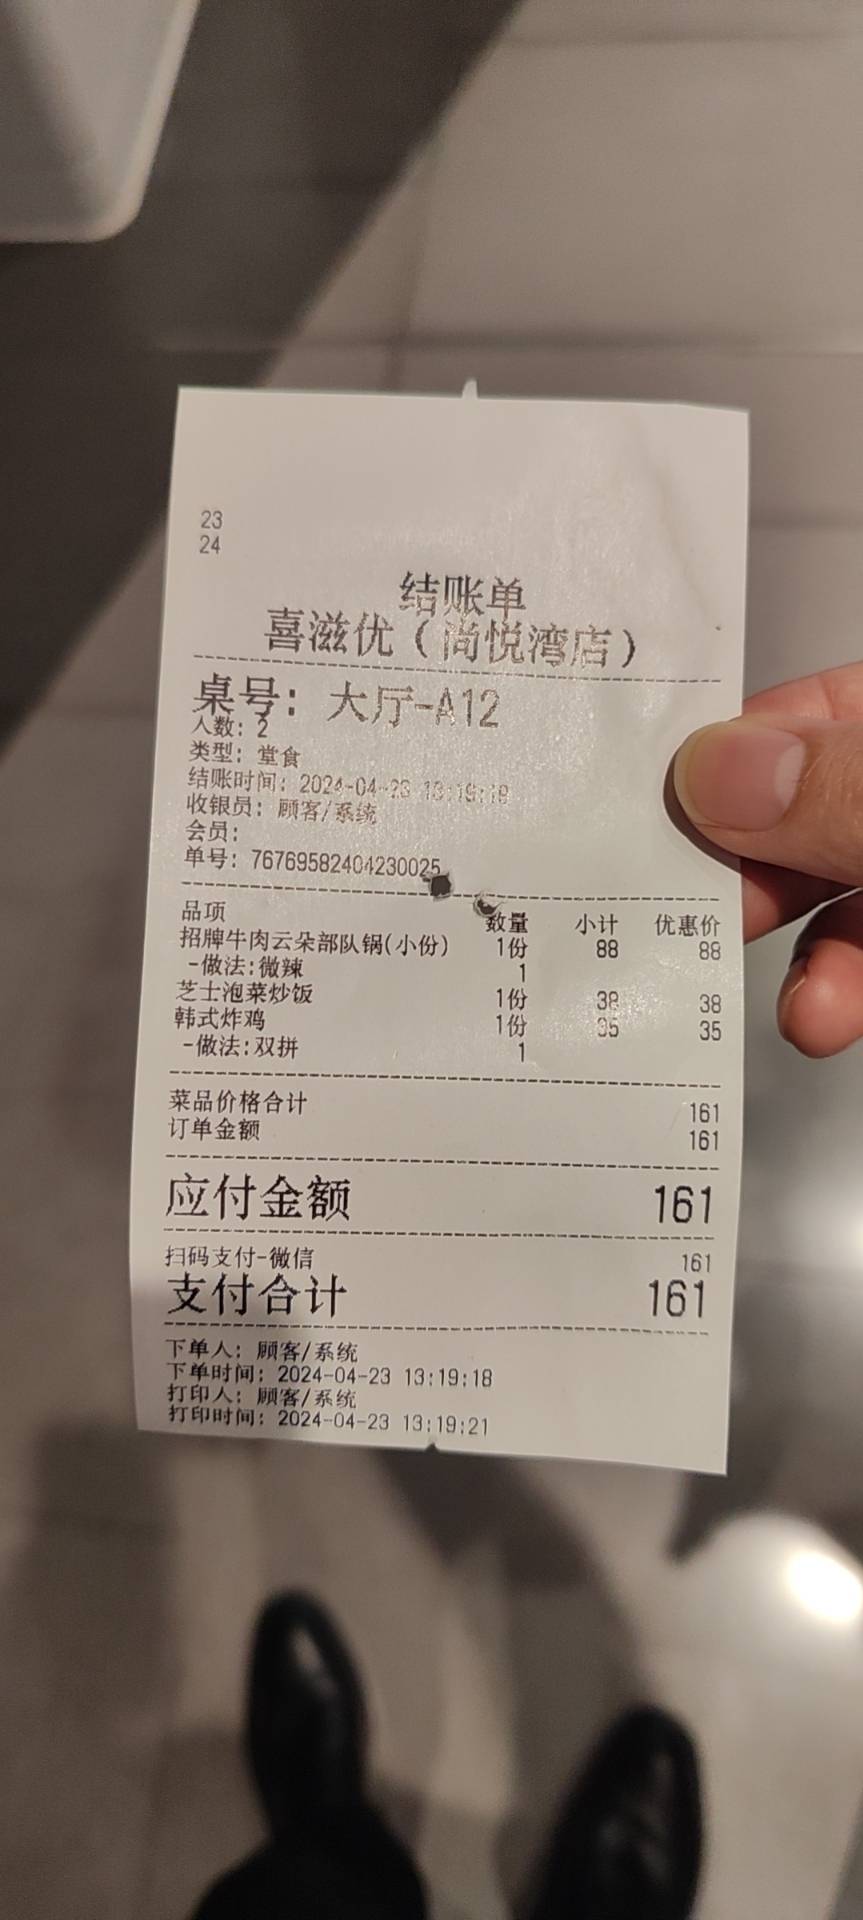 23
24
结账单
喜滋优（尚悦湾店）
桌号: 大厅-A12
人数: 2
类型: 堂食
结账时间: 2024-04-23 13:19:18
收银员: 顾客/系统
会员:
单号: 76769582404230025
品项 数量 小计 优惠价
招牌牛肉云朵部队锅(小份) 1份 88 88
-做法:微辣 1
芝士泡菜炒饭 1份 38 38
韩式炸鸡 1份 35 35
-做法:双拼 1
菜品价格合计 161
订单金额 161
应付金额 161
扫码支付-微信 161
支付合计 161
下单人: 顾客/系统
下单时间: 2024-04-23 13:19:18
打印人: 顾客/系统
打印时间: 2024-04-23 13:19:21